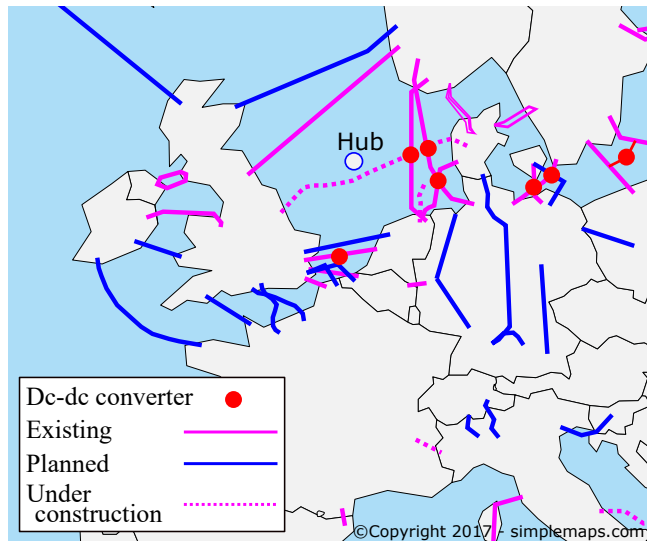 Hub
Dc-dc converter
Existing
Planned
Under
construction
©Copyright 2017 - simplemaps.com